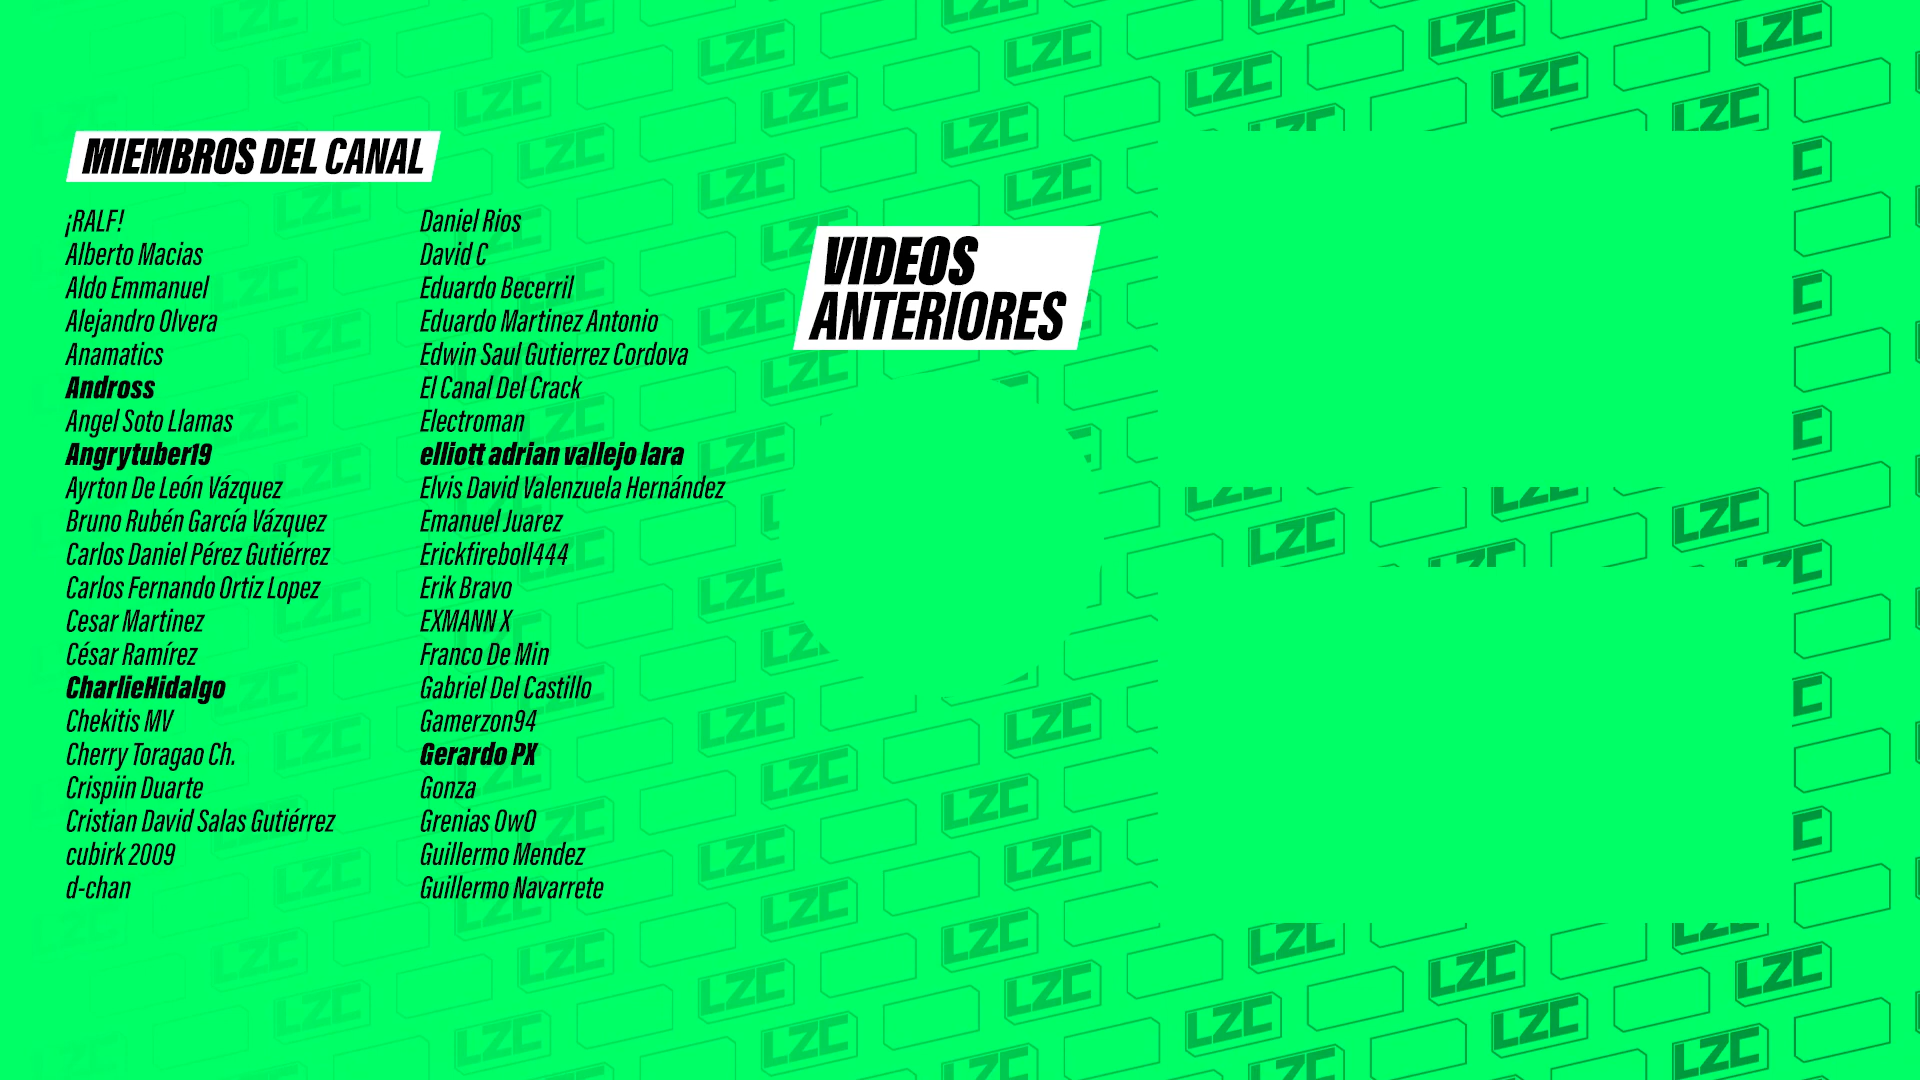 MIEMBROS DEL CANAL
¡RALF!
Alberto Macias
Aldo Emmanuel
Alejandro Olvera
Anamatics
Andross
Angel Soto Llamas
Angrytuber19
Ayrton De León Vázquez
Bruno Rubén García Vázquez
Carlos Daniel Pérez Gutiérrez
Carlos Fernando Ortiz Lopez
Cesar Martinez
César Ramírez
CharlieHidalgo
Chekitis MV
Cherry Toragao Ch.
Crispiin Duarte
Cristian David Salas Gutiérrez
cubirk 2009
d-chan
Daniel Rios
David C
Eduardo Becerril
Eduardo Martinez Antonio
Edwin Saul Gutierrez Cordova
El Canal Del Crack
Electroman
elliott adrian vallejo lara
Elvis David Valenzuela Hernández
Emanuel Juarez
Erickfireboll444
Erik Bravo
EXMANN X
Franco De Min
Gabriel Del Castillo
Gamerzon94
Gerardo PX
Gonza
Grenias OwO
Guillermo Mendez
Guillermo Navarrete
VIDEOS
ANTERIORES
LZC